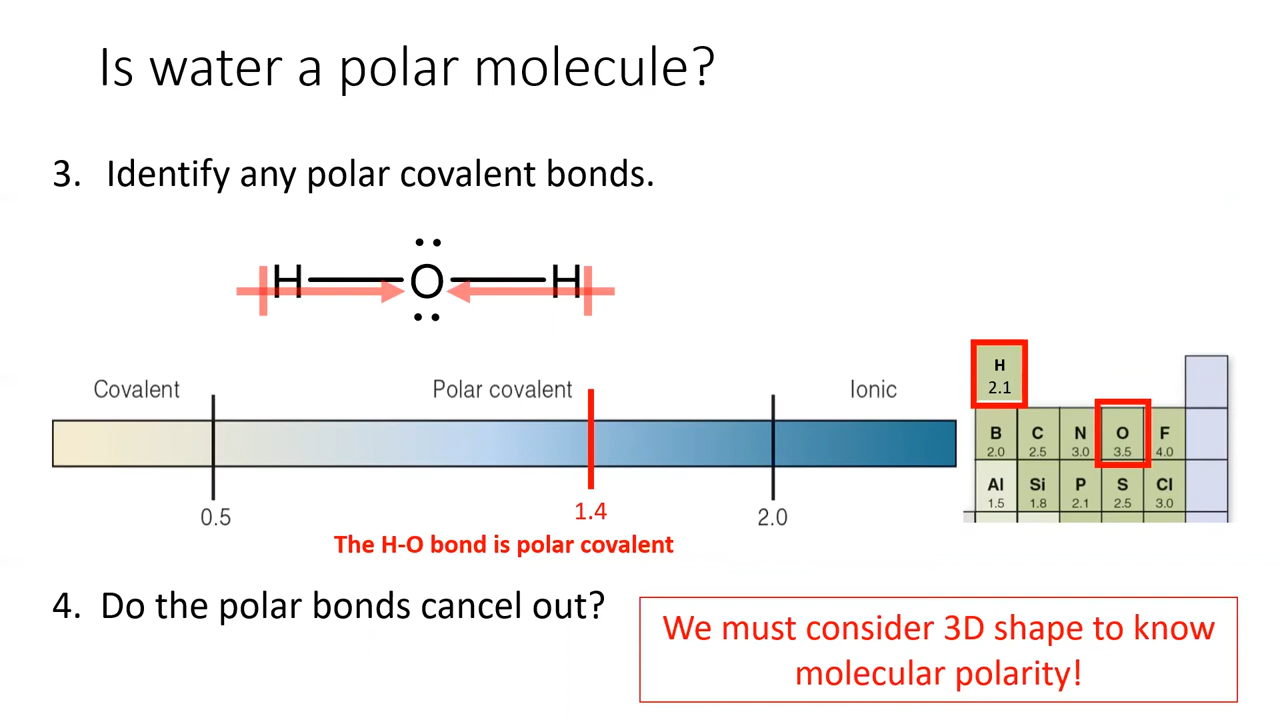 Is water a polar molecule?
3. Identify any polar covalent bonds.
H O H
Covalent Polar covalent Ionic
0.5 1.4 2.0
The H-O bond is polar covalent
H
2.1
B C N O F
2.0 2.5 3.0 3.5 4.0
Al Si P S Cl
1.5 1.8 2.1 2.5 3.0
4. Do the polar bonds cancel out?
We must consider 3D shape to know
molecular polarity!